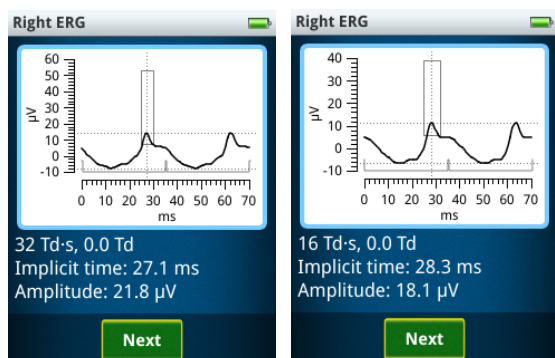 Right ERG
60
50
40
30
20
10
0
-10
µV
0 10 20 30 40 50 60 70
ms
32 Td·s, 0.0 Td
Implicit time: 27.1 ms
Amplitude: 21.8 µV
Next
Right ERG
40
30
20
10
0
-10
µV
0 10 20 30 40 50 60 70
ms
16 Td·s, 0.0 Td
Implicit time: 28.3 ms
Amplitude: 18.1 µV
Next